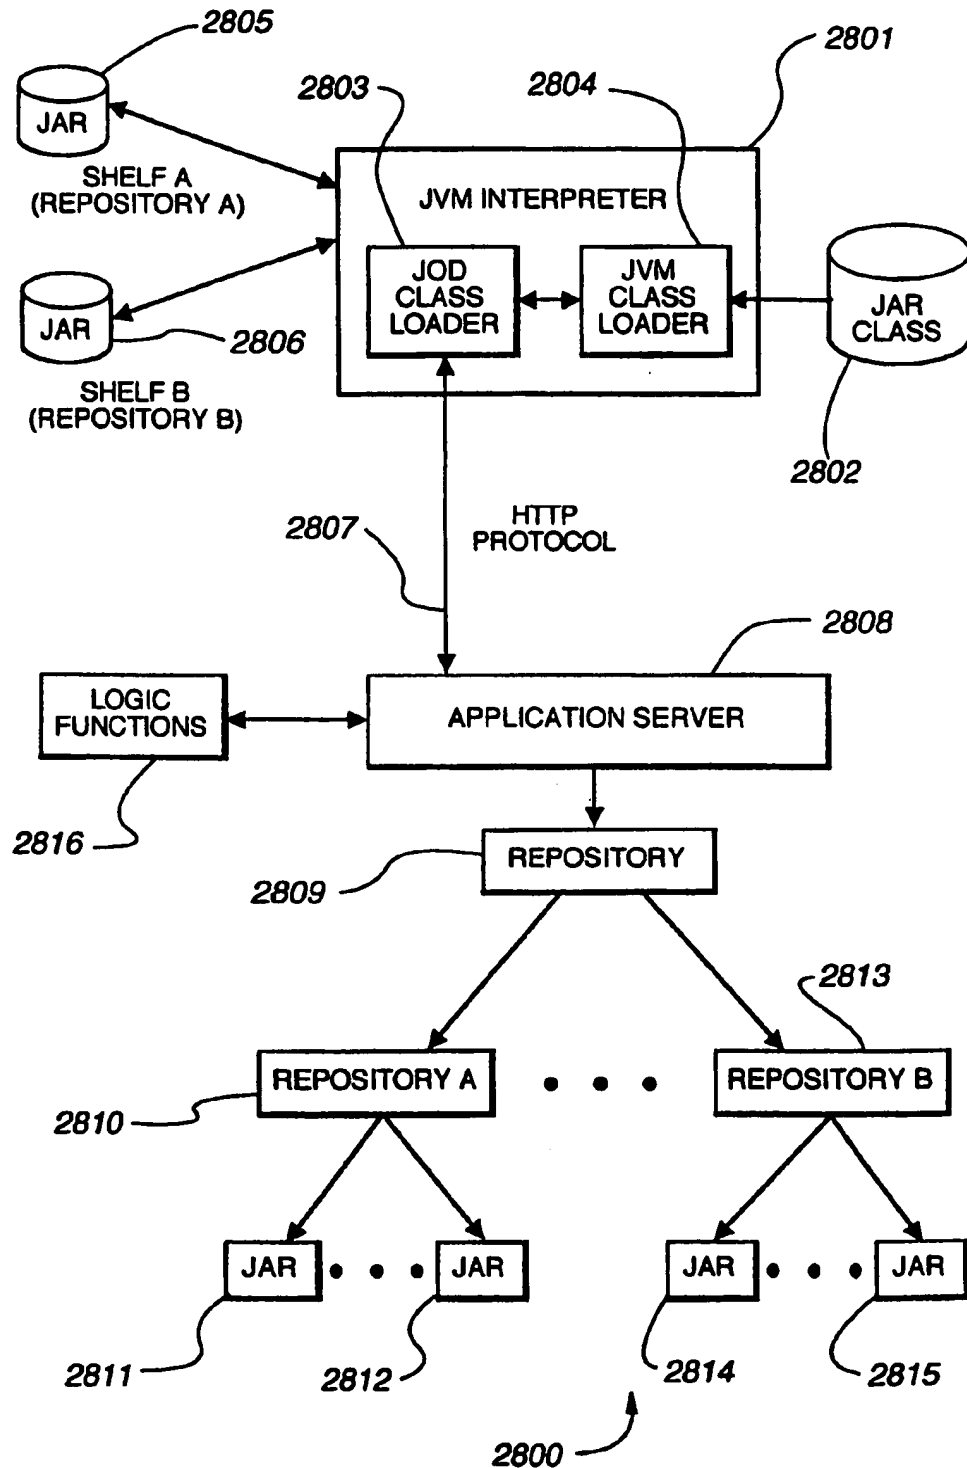 2805
2801
2803
2804
JAR
SHELF A
(REPOSITORY A)
JVM INTERPRETER
JOD
CLASS
LOADER
JVM
CLASS
LOADER
JAR
CLASS
JAR
2806
SHELF B
(REPOSITORY B)
2802
2807
HTTP
PROTOCOL
2808
LOGIC
FUNCTIONS
APPLICATION SERVER
2816
REPOSITORY
2809
2813
REPOSITORY A
REPOSITORY B
2810
JAR
JAR
JAR
JAR
2811
2812
2814
2815
2800